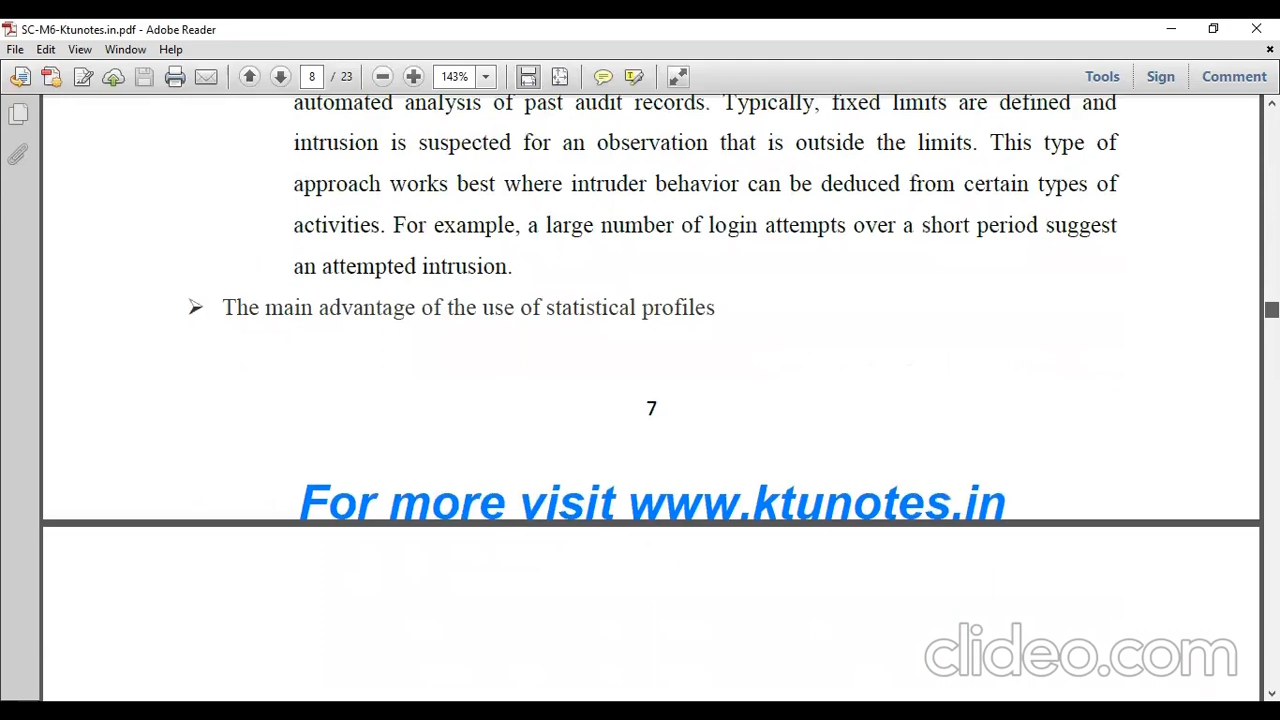 SC-M6-Ktunotes.in.pdf - Adobe Reader
File Edit View Window Help
8 / 23 143% Tools Sign Comment
automated analysis of past audit records. Typically, fixed limits are defined and
intrusion is suspected for an observation that is outside the limits. This type of
approach works best where intruder behavior can be deduced from certain types of
activities. For example, a large number of login attempts over a short period suggest
an attempted intrusion.
➤ The main advantage of the use of statistical profiles
7
For more visit www.ktunotes.in
clideo.com